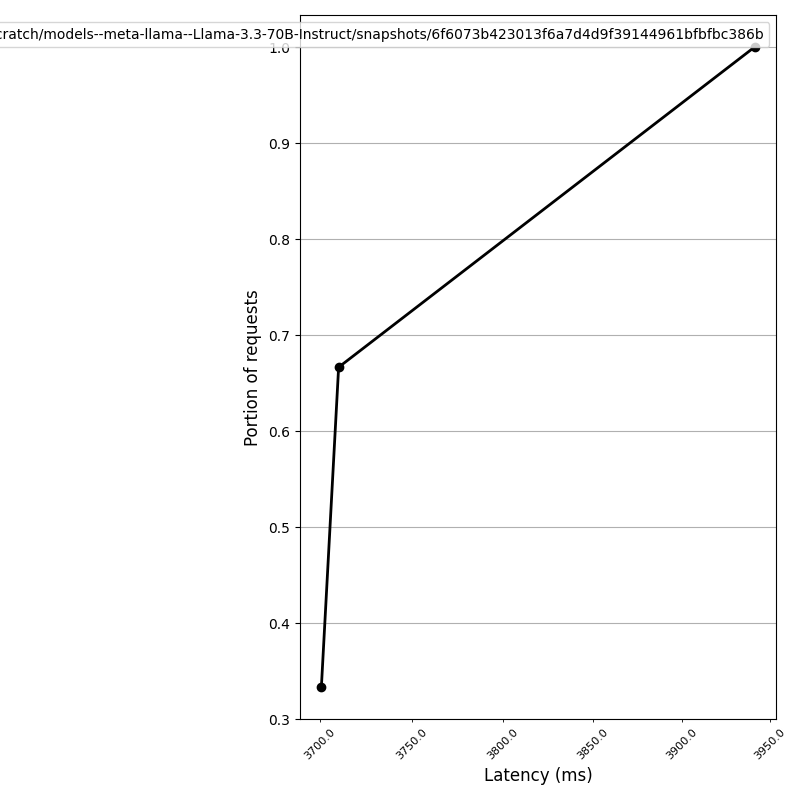 cratch/models--meta-llama--Llama-3.3-70B-Instruct/snapshots/6f6073b423013f6a7d4d9f39144961bfbfbc386b
1.0
0.9
0.8
0.7
0.6
0.5
0.4
0.3
Portion of requests
3700.0 3750.0 3800.0 3850.0 3900.0 3950.0
Latency (ms)